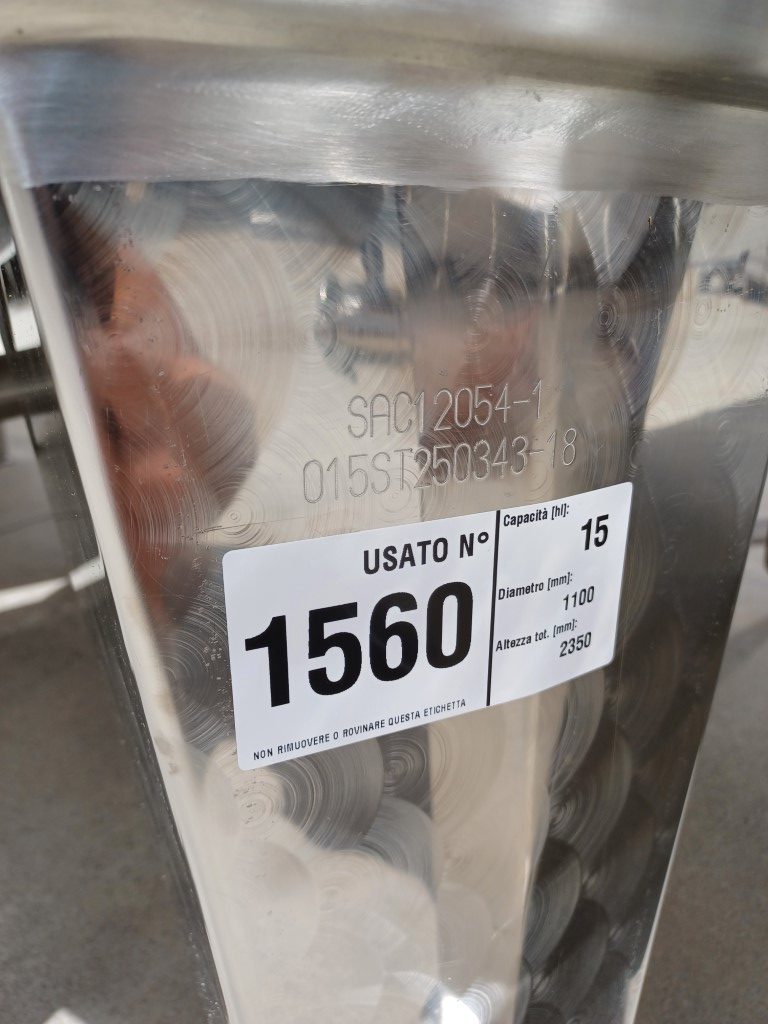 SAC12054-1
015ST250343-18
USATO N°
1560
NON RIMUOVERE O ROVINARE QUESTA ETICHETTA
Capacità [hl]:
15
Diametro [mm]:
1100
Altezza tot. [mm]:
2350